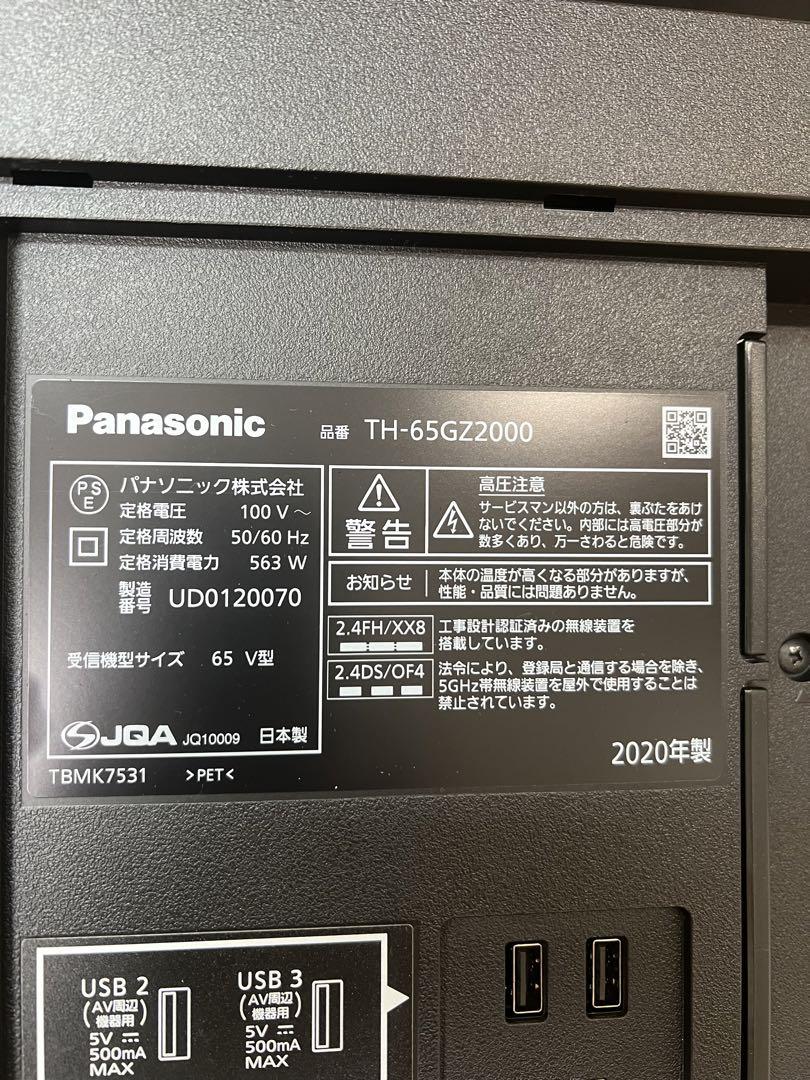 Panasonic 品番 TH-65GZ2000
PS
E
パナソニック株式会社
定格電圧 100 V～
定格周波数 50/60 Hz
定格消費電力 563 W
製造
番号 UD0120070
受信機型サイズ 65 V型
JQA JQ10009 日本製
TBMK7531 >PET<
警告
高圧注意
サービスマン以外の方は、裏ぶたをあけ
ないでください。内部には高電圧部分が
数多くあり、万一さわると危険です。
お知らせ
本体の温度が高くなる部分がありますが、
性能・品質には問題ありません。
2.4FH/XX8
工事設計認証済みの無線装置を
搭載しています。
2.4DS/OF4
法令により、登録局と通信する場合を除き、
5GHz帯無線装置を屋外で使用することは
禁止されています。
2020年製
USB 2
(AV周辺
機器用)
5V ⎓
500mA
MAX
USB 3
(AV周辺
機器用)
5V ⎓
500mA
MAX